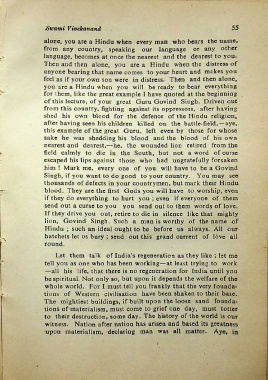 Swami Vivekanand 55
alone, you are a Hindu when every man who bears the name,
from any country, speaking our language or any other
language, becomes at once the nearest and the dearest to you.
Then and then alone, you are a Hindu when the distress of
anyone bearing that name comes to your heart and makes you
feel as if your own son were in distress. Then and then alone,
you are a Hindu when you will be ready to bear everything
for them, like the great example I have quoted at the beginning
of this lecture, of your great Guru Govind Singh. Driven out
from this country, fighting against its oppressors, after having
shed his own blood for the defence of the Hindu religion,
after having seen his children killed on the battle-field,—aye,
this example of the great Guru, left even by those for whose
sake he was shedding his blood and the blood of his own
nearest and dearest,—he, the wounded lion retired from the
field calmly to die in the South, but not a word of curse
escaped his lips against those who had ungratefully forsaken
him! Mark me, every one of you will have to be a Govind
Singh, if you want to do good to your country. You may see
thousands of defects in your countrymen, but mark their Hindu
blood. They are the first Gods you will have to worship, even
if they do everything to hurt you; even if everyone of them
send out a curse to you you send out to them words of love.
If they drive you out, retire to die in silence like that mighty
lion, Govind Singh. Such a man is worthy of the name of
Hindu; such an ideal ought to be before us always. All our
hatchets let us bury; send out this grand current of love all
round.
Let them talk of India's regeneration as they like; let me
tell you as one who has been working—at least trying to work
—all his life, that there is no regeneration for India until you
be spiritual. Not only so, but upon it depends the welfare of the
whole world. For I must tell you frankly that the very founda-
tions of Western civilisation have been shaken to their base.
The mightiest buildings, if built upon the loose sand founda-
tions of materialism, must come to grief one day, must totter
to their destruction, some day. The history of the world is our
witness. Nation after nation has arisen and based its greatness
upon materialism, declaring man was all matter. Aye, in